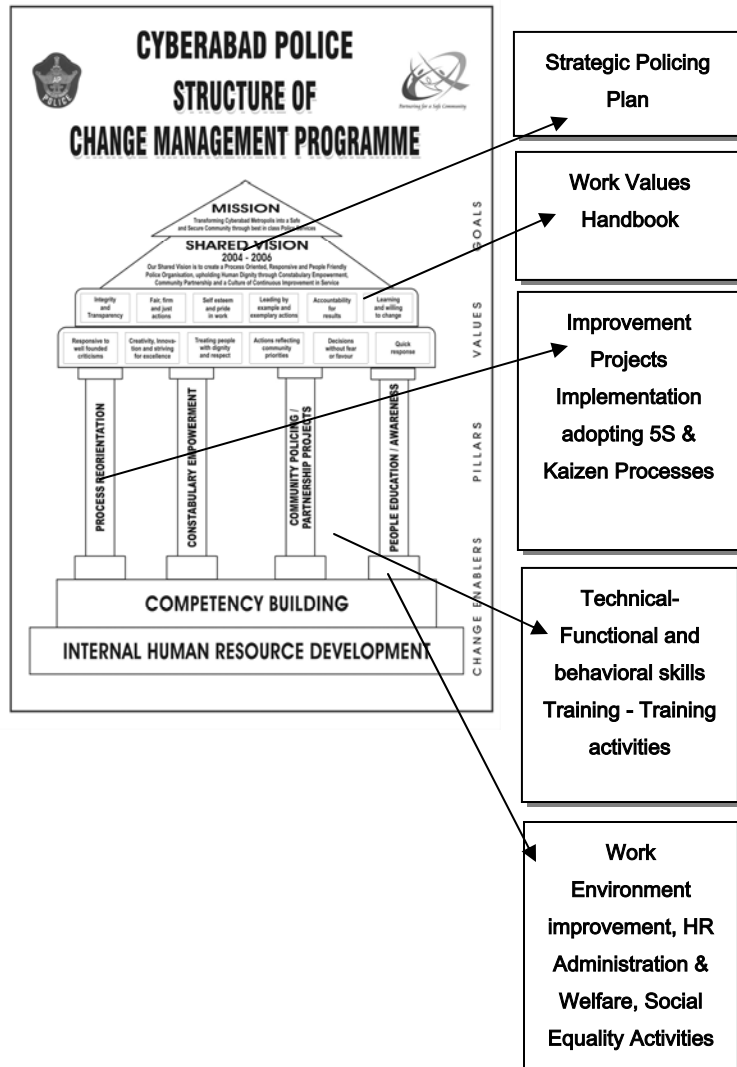 CYBERABAD POLICE
STRUCTURE OF
CHANGE MANAGEMENT PROGRAMME
AP
POLICE
Partnering for a Safe Community
MISSION
Transforming Cyberabad Metropolis into a Safe
and Secure Community through best in class Police Services
SHARED VISION
2004 - 2006
Our Shared Vision is to create a Process Oriented, Responsive and People Friendly
Police Organisation, upholding Human Dignity through Constabulary Empowerment,
Community Partnership and a Culture of Continuous Improvement in Service
Integrity
and
Transparency
Fair, firm
and just
actions
Self esteem
and pride
in work
Leading by
example and
exemplary actions
Accountability
for
results
Learning
and willing
to change
Responsive to
well founded
criticisms
Creativity, Innova-
tion and striving
for excellence
Treating people
with dignity
and respect
Actions reflecting
community
priorities
Decisions
without fear
or favour
Quick
response
PROCESS REORIENTATION
CONSTABULARY EMPOWERMENT
COMMUNITY POLICING /
PARTNERSHIP PROJECTS
PEOPLE EDUCATION / AWARENESS
COMPETENCY BUILDING
INTERNAL HUMAN RESOURCE DEVELOPMENT
GOALS
VALUES
PILLARS
CHANGE ENABLERS
Strategic Policing
Plan
Work Values
Handbook
Improvement
Projects
Implementation
adopting 5S &
Kaizen Processes
Technical-
Functional and
behavioral skills
Training - Training
activities
Work
Environment
improvement, HR
Administration &
Welfare, Social
Equality Activities